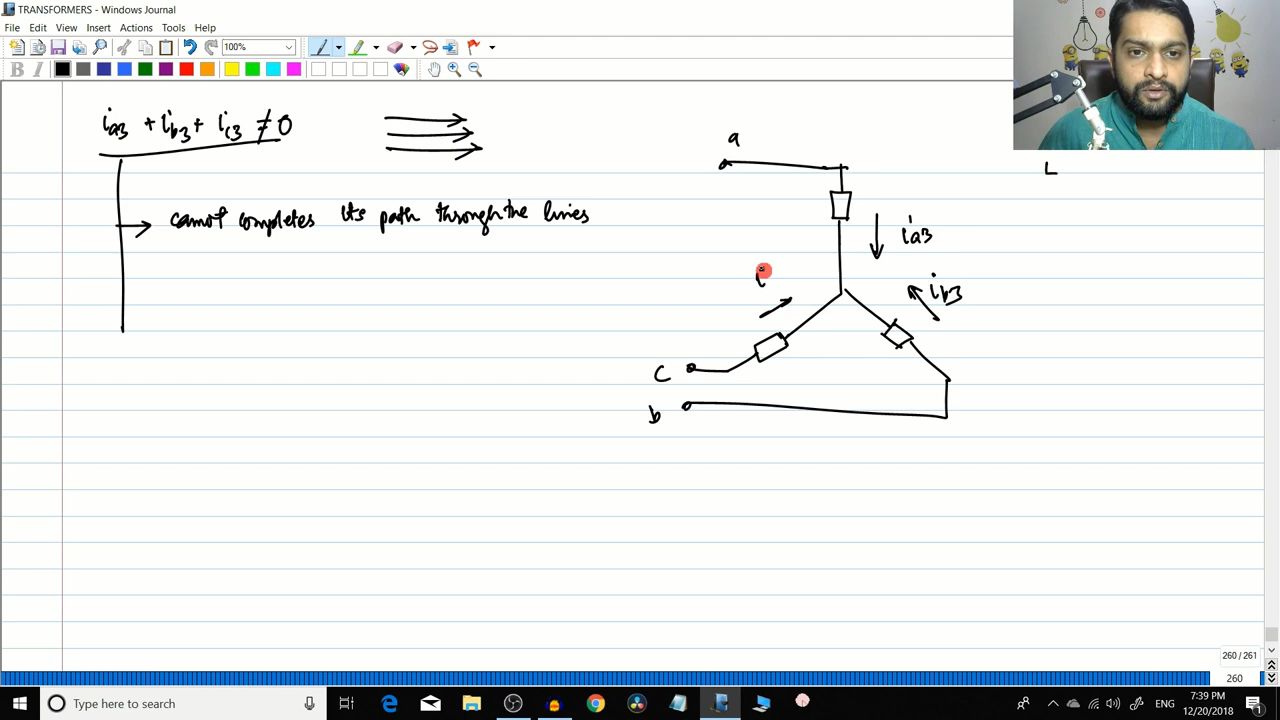 TRANSFORMERS - Windows Journal
File Edit View Insert Actions Tools Help
100%
B I
ia3 + ib3 + ic3 ≠ 0
cannot completes its path through the lines
a
ia3
ib3
i
c
b
L
260 / 261
260
Type here to search
ENG
7:39 PM
12/20/2018
1